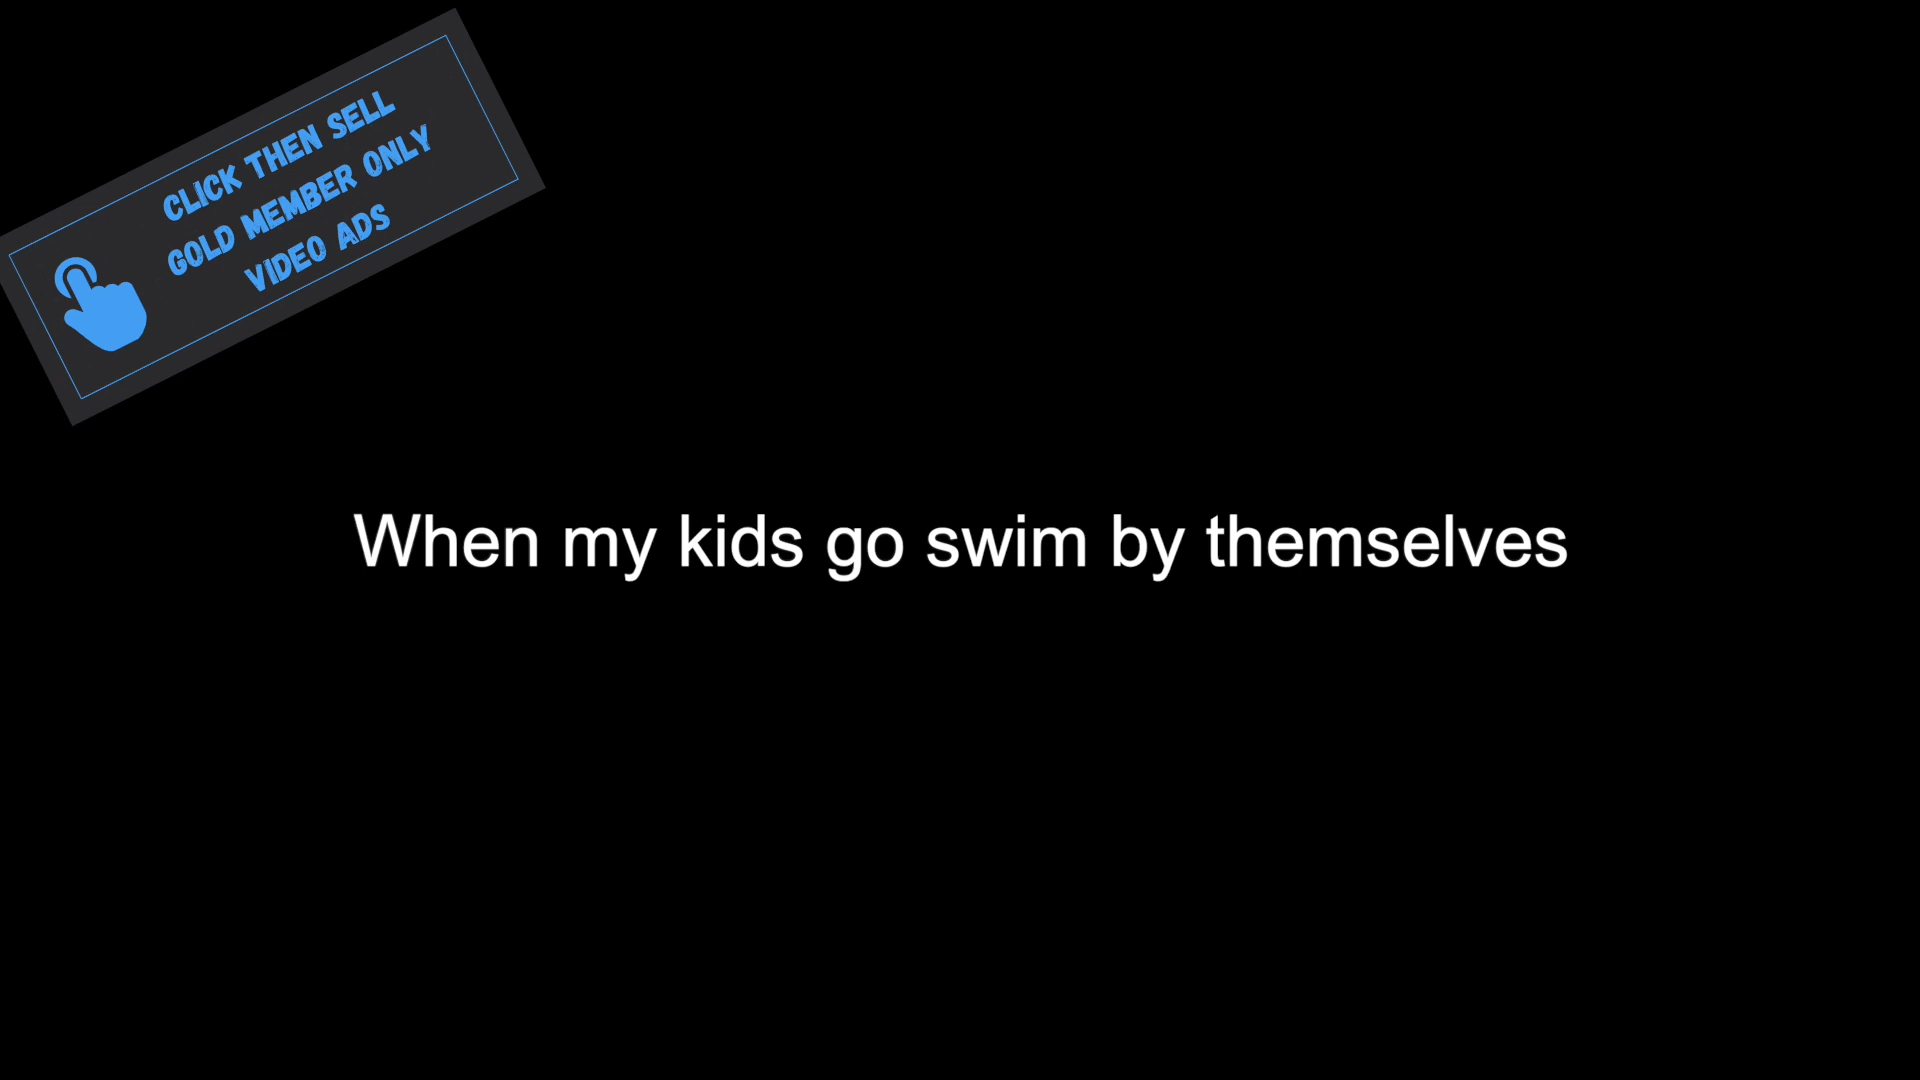 CLICK THEN SELL
GOLD MEMBER ONLY
VIDEO ADS
When my kids go swim by themselves